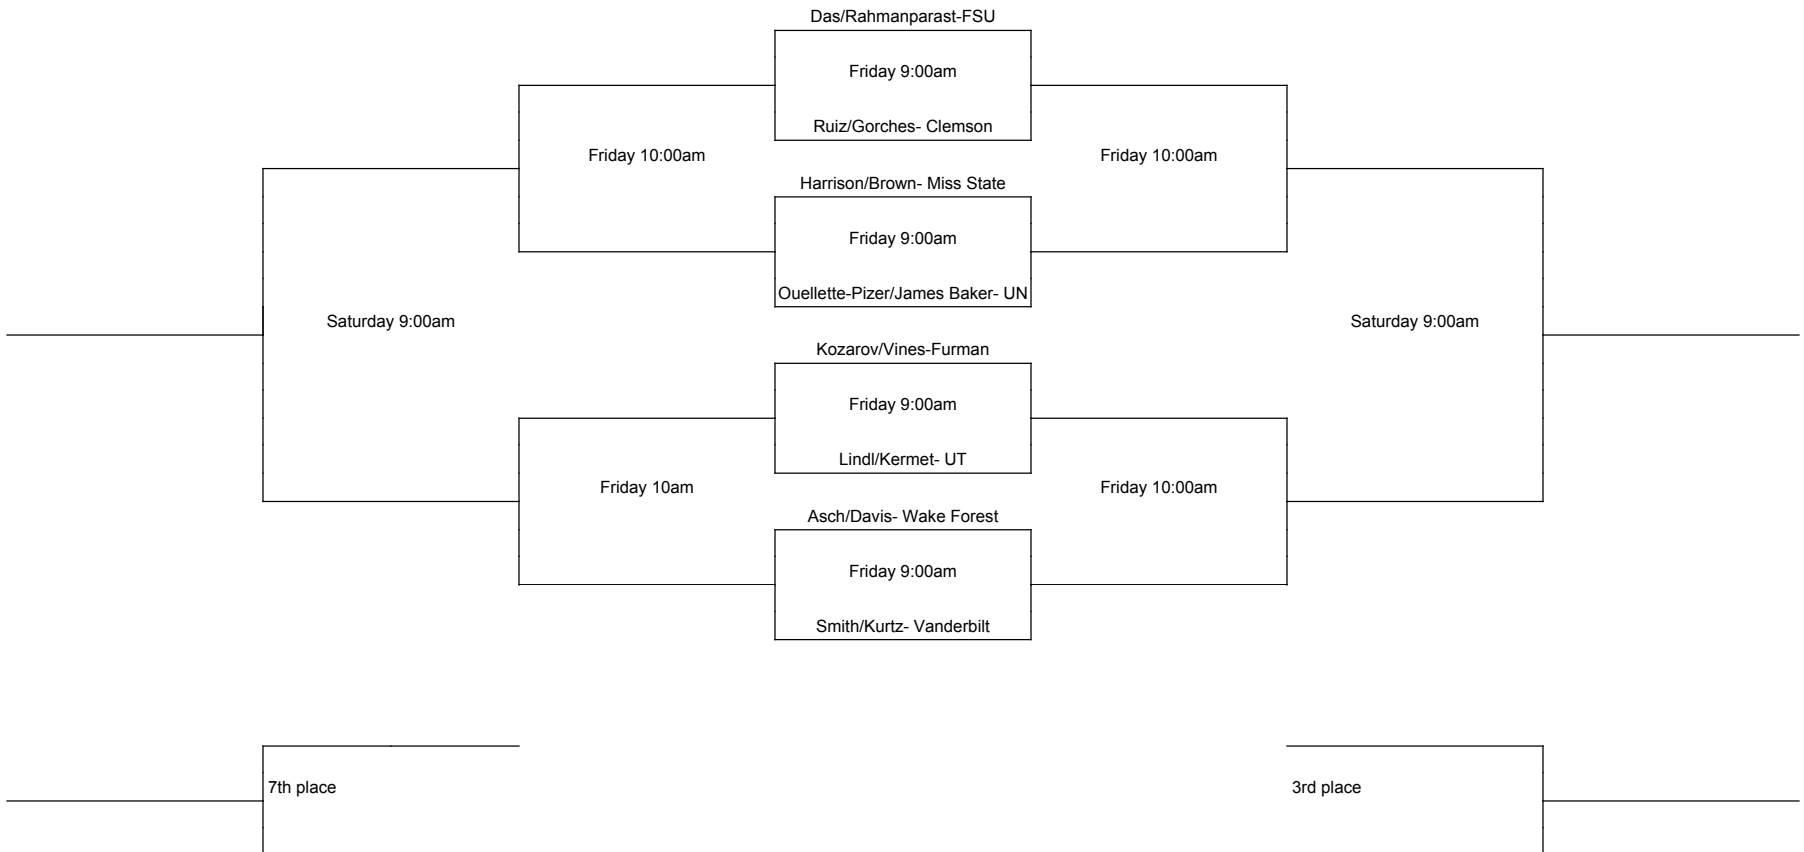 Das/Rahmanparast-FSU
Friday 9:00am
Ruiz/Gorches- Clemson
Friday 10:00am
Friday 10:00am
Harrison/Brown- Miss State
Friday 9:00am
Ouellette-Pizer/James Baker- UN
Saturday 9:00am
Saturday 9:00am
Kozarov/Vines-Furman
Friday 9:00am
Lindl/Kermet- UT
Friday 10am
Friday 10:00am
Asch/Davis- Wake Forest
Friday 9:00am
Smith/Kurtz- Vanderbilt
7th place
3rd place